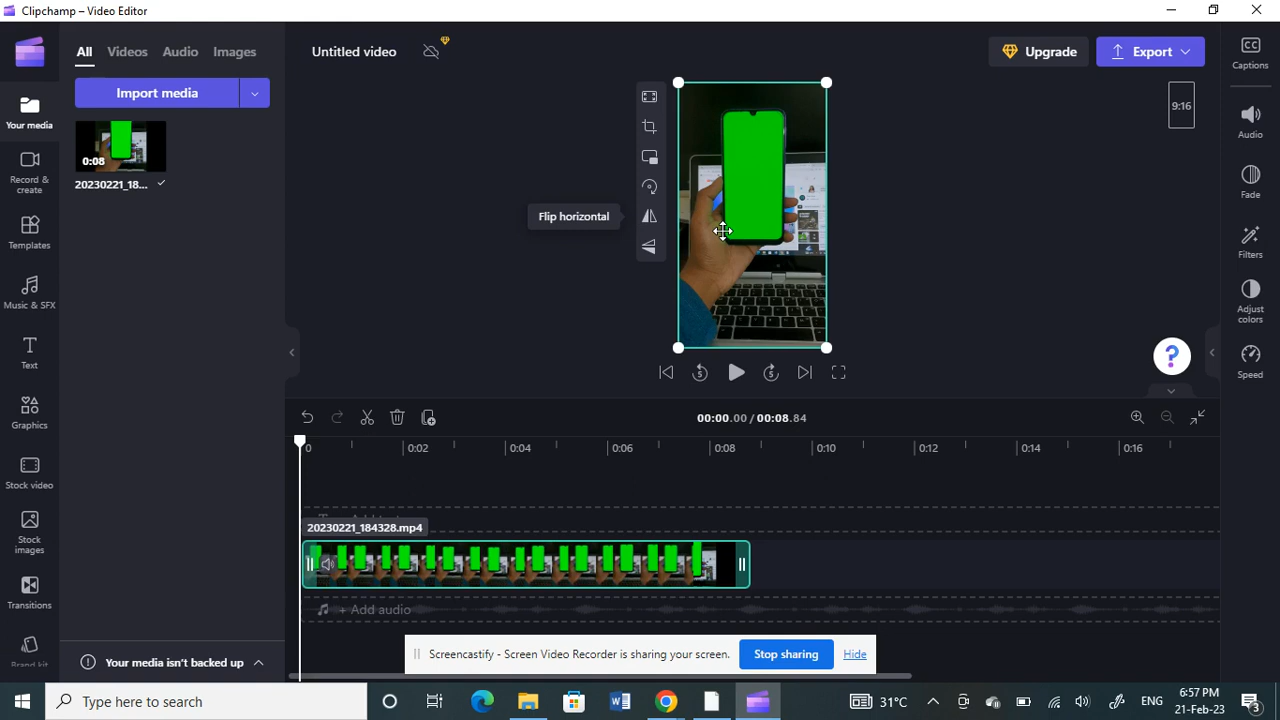 Clipchamp – Video Editor
All Videos Audio Images
Import media
0:08
20230221_18...
Your media
Record &
create
Templates
Music & SFX
Text
Graphics
Stock video
Stock
images
Transitions
Brand kit
Your media isn't backed up
Untitled video
Upgrade
Export
Flip horizontal
9:16
Captions
Audio
Fade
Filters
Adjust
colors
Speed
?
5 5
00:00.00 / 00:08.84
0 0:02 0:04 0:06 0:08 0:10 0:12 0:14 0:16
20230221_184328.mp4
+ Add audio
Screencastify - Screen Video Recorder is sharing your screen. Stop sharing Hide
Type here to search
31°C
ENG
6:57 PM
21-Feb-23
3